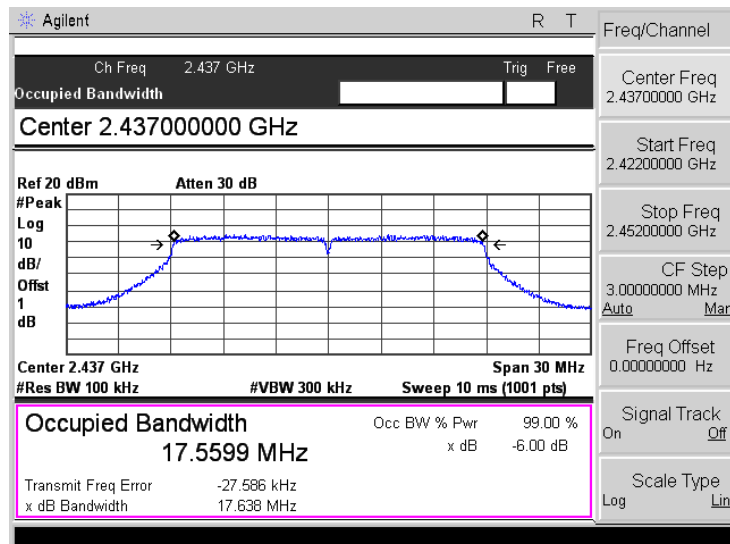 Agilent R T
Ch Freq 2.437 GHz Trig Free
Occupied Bandwidth
Center 2.437000000 GHz
Ref 20 dBm Atten 30 dB
#Peak
Log
10
dB/
Offst
1
dB
Center 2.437 GHz Span 30 MHz
#Res BW 100 kHz #VBW 300 kHz Sweep 10 ms (1001 pts)
Occupied Bandwidth
17.5599 MHz
Occ BW % Pwr 99.00 %
x dB -6.00 dB
Transmit Freq Error -27.586 kHz
x dB Bandwidth 17.638 MHz
Freq/Channel
Center Freq
2.43700000 GHz
Start Freq
2.42200000 GHz
Stop Freq
2.45200000 GHz
CF Step
3.00000000 MHz
Auto Man
Freq Offset
0.00000000 Hz
Signal Track
On Off
Scale Type
Log Lin